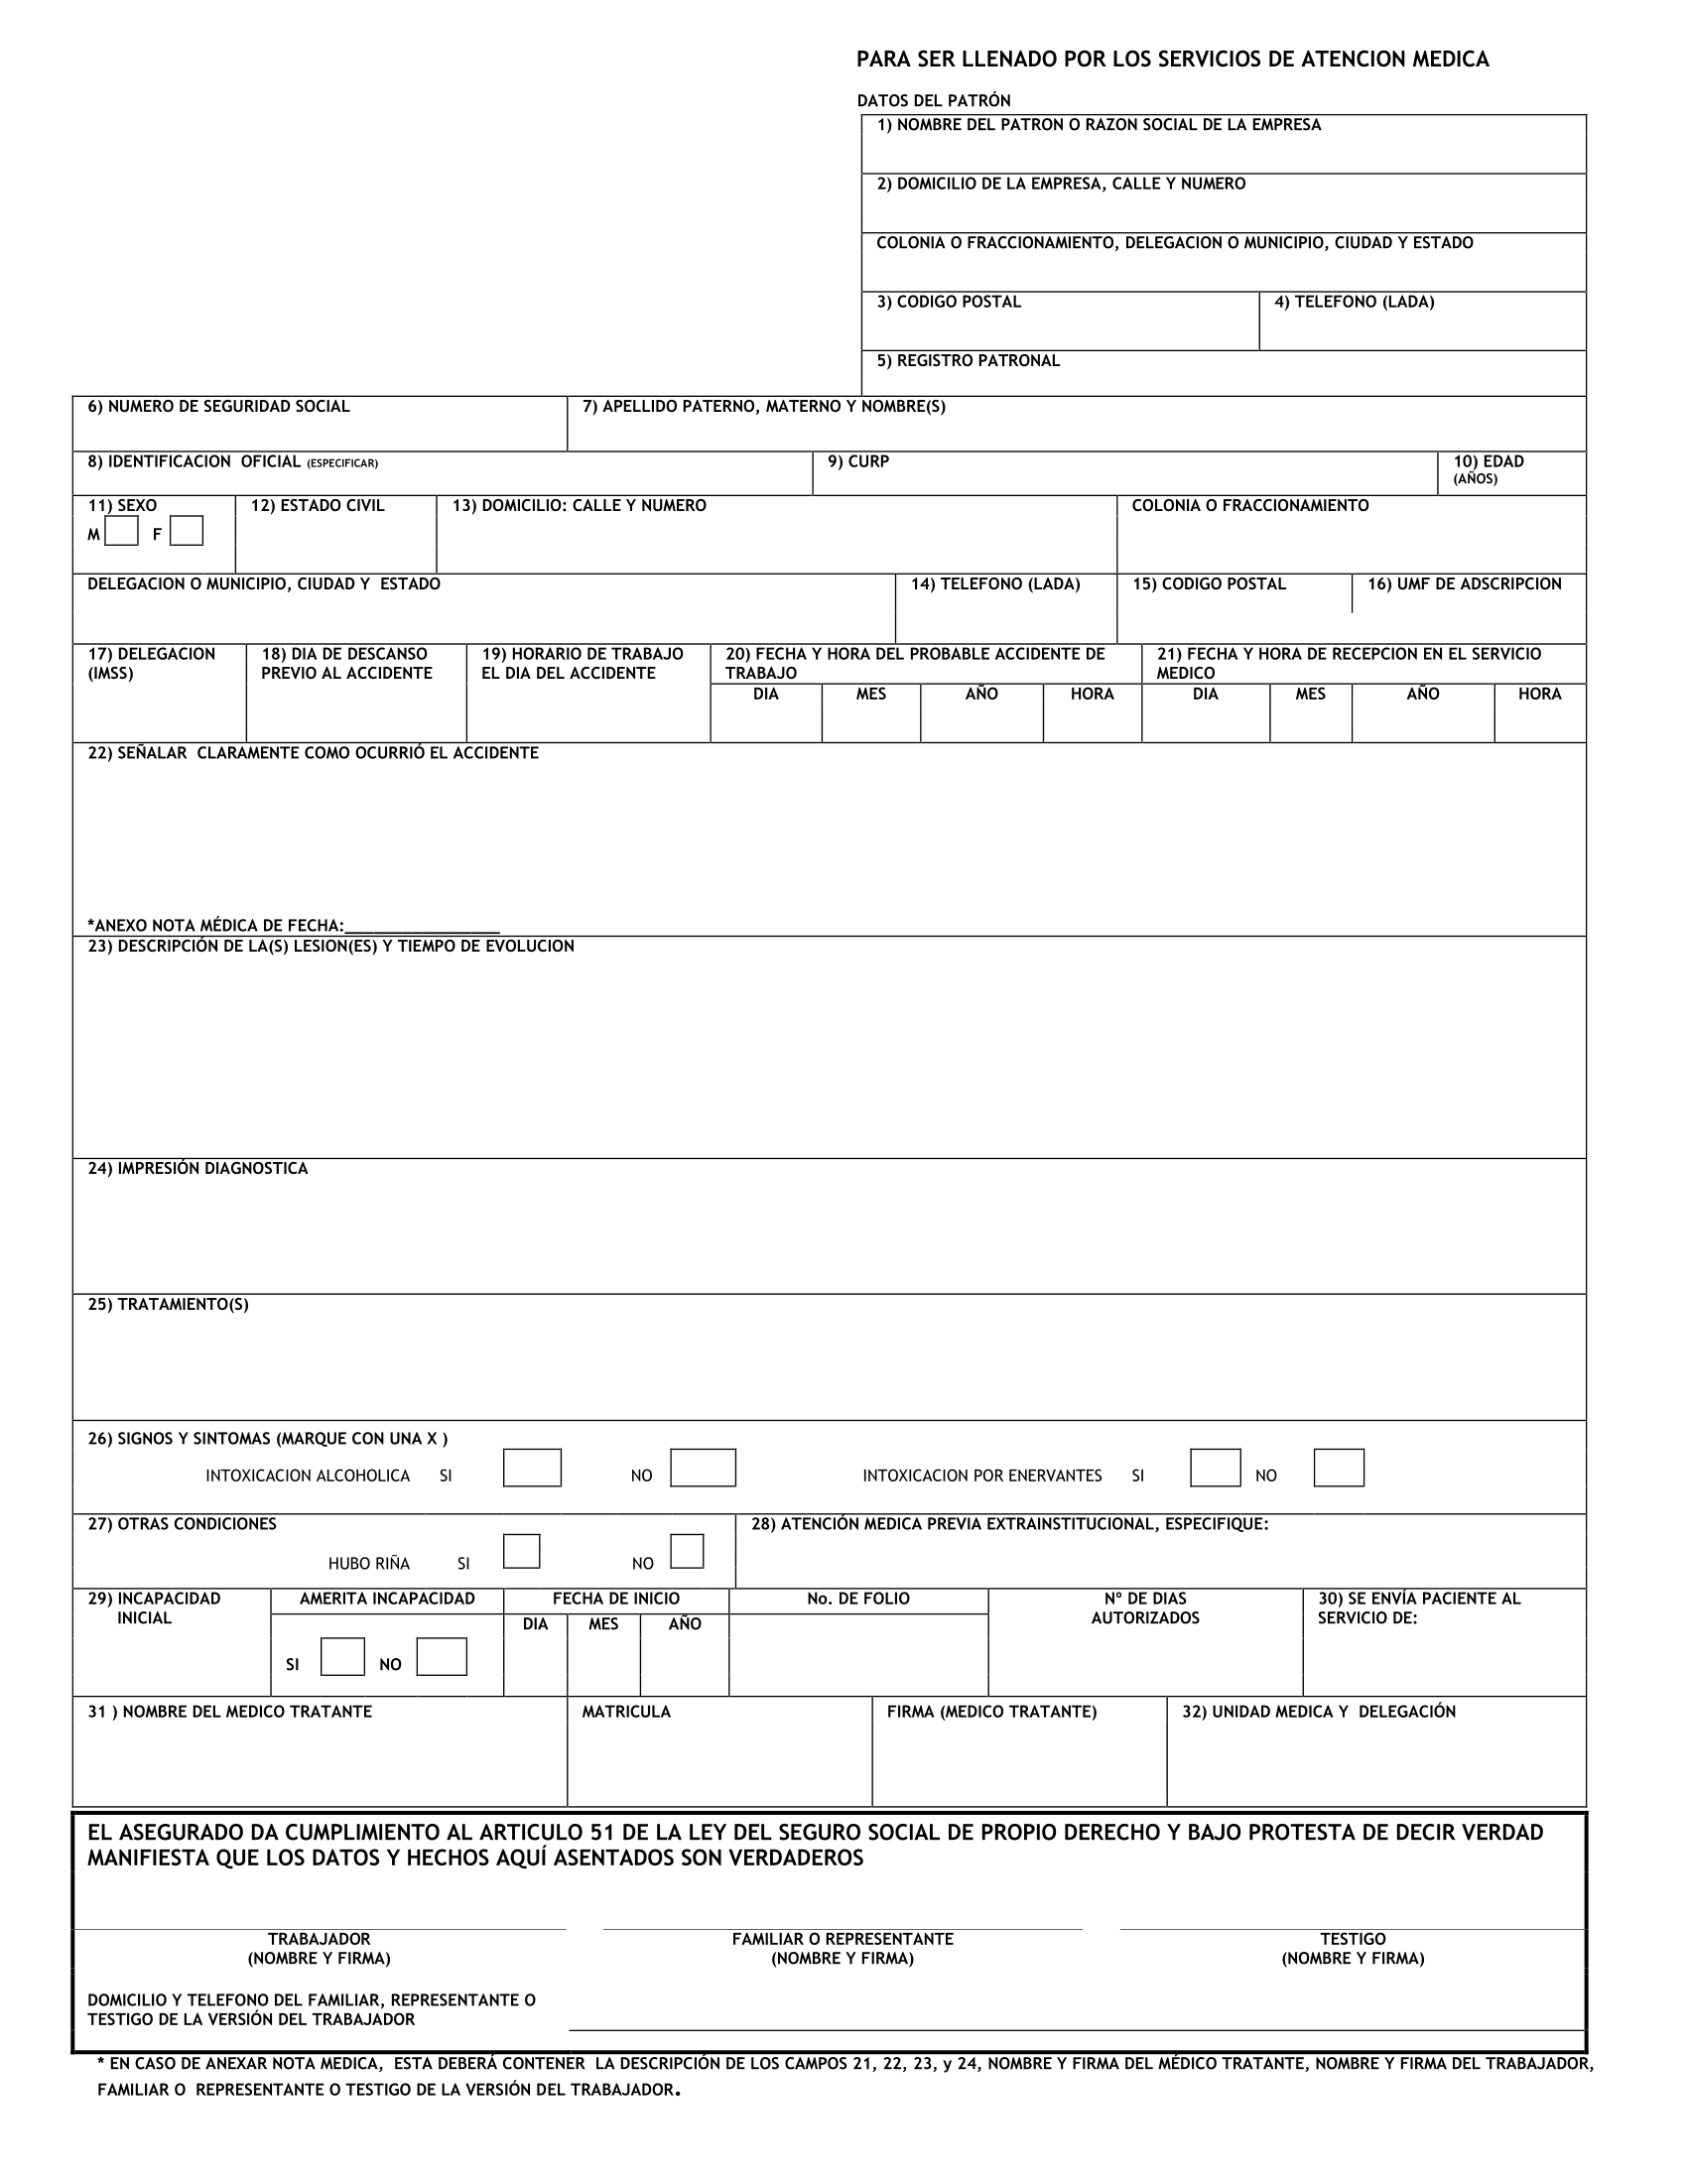 PARA SER LLENADO POR LOS SERVICIOS DE ATENCION MEDICA
DATOS DEL PATRÓN
1) NOMBRE DEL PATRON O RAZON SOCIAL DE LA EMPRESA
2) DOMICILIO DE LA EMPRESA, CALLE Y NUMERO
COLONIA O FRACCIONAMIENTO, DELEGACION O MUNICIPIO, CIUDAD Y ESTADO
3) CODIGO POSTAL 4) TELEFONO (LADA)
5) REGISTRO PATRONAL
6) NUMERO DE SEGURIDAD SOCIAL 7) APELLIDO PATERNO, MATERNO Y NOMBRE(S)
8) IDENTIFICACION OFICIAL (ESPECIFICAR) 9) CURP 10) EDAD
(AÑOS)
11) SEXO 12) ESTADO CIVIL 13) DOMICILIO: CALLE Y NUMERO COLONIA O FRACCIONAMIENTO
M F
DELEGACION O MUNICIPIO, CIUDAD Y ESTADO 14) TELEFONO (LADA) 15) CODIGO POSTAL 16) UMF DE ADSCRIPCION
17) DELEGACION 18) DIA DE DESCANSO 19) HORARIO DE TRABAJO 20) FECHA Y HORA DEL PROBABLE ACCIDENTE DE 21) FECHA Y HORA DE RECEPCION EN EL SERVICIO
(IMSS) PREVIO AL ACCIDENTE EL DIA DEL ACCIDENTE TRABAJO MEDICO
DIA MES AÑO HORA DIA MES AÑO HORA
22) SEÑALAR CLARAMENTE COMO OCURRIÓ EL ACCIDENTE
*ANEXO NOTA MÉDICA DE FECHA:________________
23) DESCRIPCIÓN DE LA(S) LESION(ES) Y TIEMPO DE EVOLUCION
24) IMPRESIÓN DIAGNOSTICA
25) TRATAMIENTO(S)
26) SIGNOS Y SINTOMAS (MARQUE CON UNA X )
INTOXICACION ALCOHOLICA SI NO INTOXICACION POR ENERVANTES SI NO
27) OTRAS CONDICIONES 28) ATENCIÓN MEDICA PREVIA EXTRAINSTITUCIONAL, ESPECIFIQUE:
HUBO RIÑA SI NO
29) INCAPACIDAD AMERITA INCAPACIDAD FECHA DE INICIO No. DE FOLIO Nº DE DIAS 30) SE ENVÍA PACIENTE AL
INICIAL AUTORIZADOS SERVICIO DE:
DIA MES AÑO
SI NO
31 ) NOMBRE DEL MEDICO TRATANTE MATRICULA FIRMA (MEDICO TRATANTE) 32) UNIDAD MEDICA Y DELEGACIÓN
EL ASEGURADO DA CUMPLIMIENTO AL ARTICULO 51 DE LA LEY DEL SEGURO SOCIAL DE PROPIO DERECHO Y BAJO PROTESTA DE DECIR VERDAD
MANIFIESTA QUE LOS DATOS Y HECHOS AQUÍ ASENTADOS SON VERDADEROS
TRABAJADOR FAMILIAR O REPRESENTANTE TESTIGO
(NOMBRE Y FIRMA) (NOMBRE Y FIRMA) (NOMBRE Y FIRMA)
DOMICILIO Y TELEFONO DEL FAMILIAR, REPRESENTANTE O
TESTIGO DE LA VERSIÓN DEL TRABAJADOR
* EN CASO DE ANEXAR NOTA MEDICA, ESTA DEBERÁ CONTENER LA DESCRIPCIÓN DE LOS CAMPOS 21, 22, 23, y 24, NOMBRE Y FIRMA DEL MÉDICO TRATANTE, NOMBRE Y FIRMA DEL TRABAJADOR,
FAMILIAR O REPRESENTANTE O TESTIGO DE LA VERSIÓN DEL TRABAJADOR.